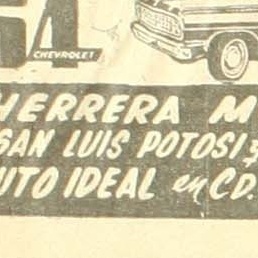 CHEVROLET
HERRERA M
SAN LUIS POTOSI
UTO IDEAL en CD.